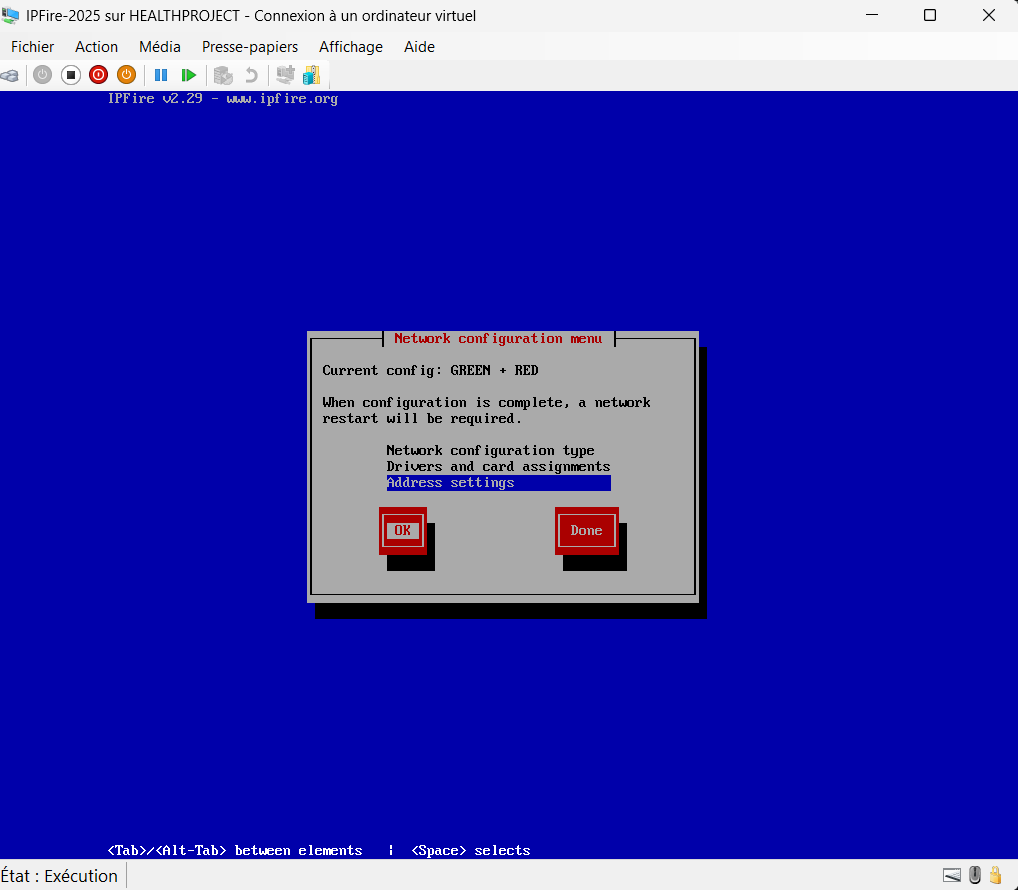 IPFire-2025 sur HEALTHPROJECT - Connexion à un ordinateur virtuel
Fichier Action Média Presse-papiers Affichage Aide
IPFire v2.29 - www.ipfire.org
Network configuration menu
Current config: GREEN + RED
When configuration is complete, a network
restart will be required.
Network configuration type
Drivers and card assignments
Address settings
OK Done
<Tab>/<Alt-Tab> between elements | <Space> selects
État : Exécution